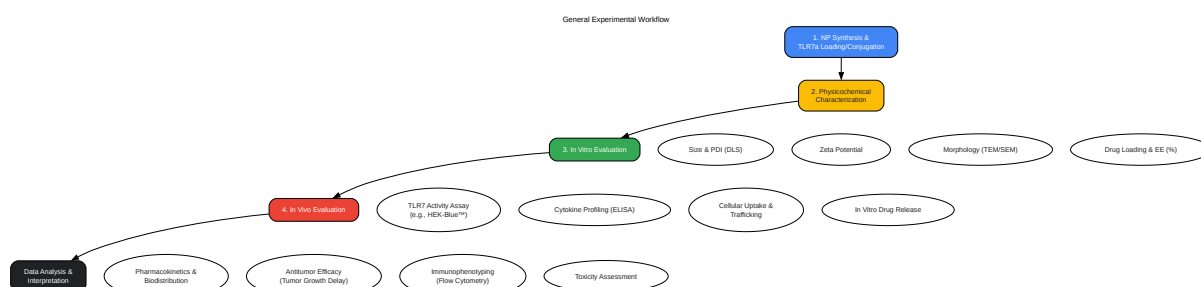 General Experimental Workflow
1. NP Synthesis &
TLR7a Loading/Conjugation
2. Physicochemical
Characterization
3. In Vitro Evaluation
Size & PDI (DLS)
Zeta Potential
Morphology (TEM/SEM)
Drug Loading & EE (%)
4. In Vivo Evaluation
TLR7 Activity Assay
(e.g., HEK-Blue™)
Cytokine Profiling (ELISA)
Cellular Uptake &
Trafficking
In Vitro Drug Release
Data Analysis &
Interpretation
Pharmacokinetics &
Biodistribution
Antitumor Efficacy
(Tumor Growth Delay)
Immunophenotyping
(Flow Cytometry)
Toxicity Assessment